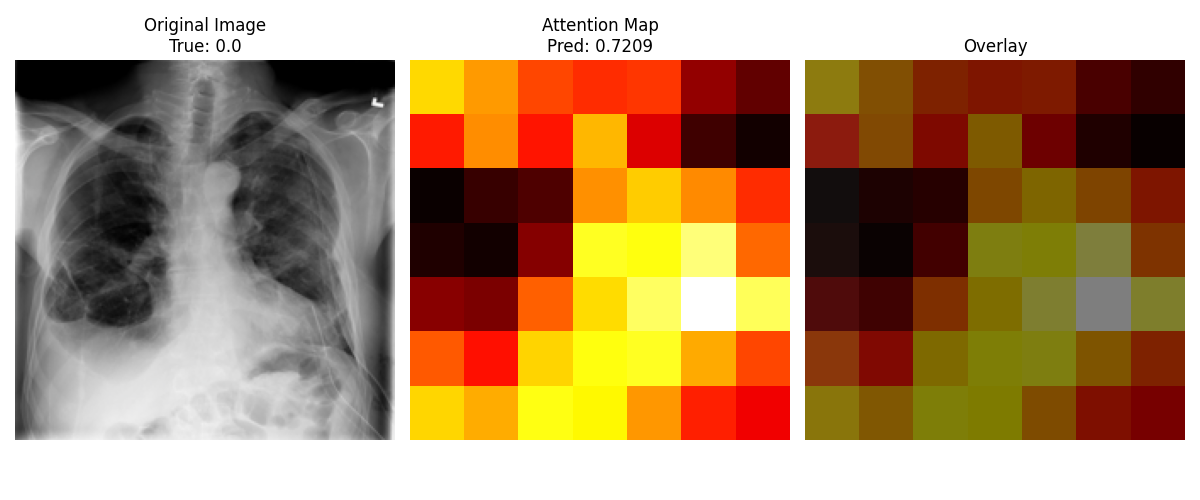 Original Image
True: 0.0
Attention Map
Pred: 0.7209
Overlay
L